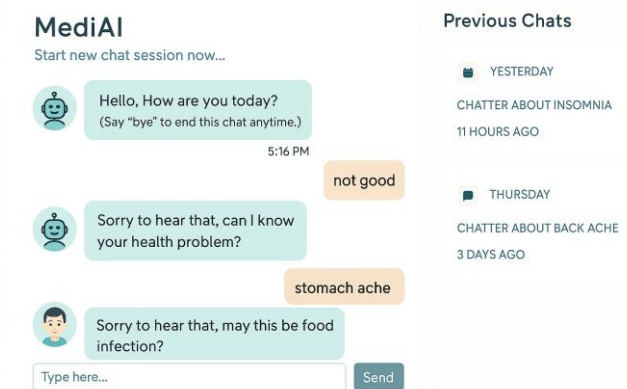 MediAI
Start new chat session now...
Hello, How are you today?
(Say “bye” to end this chat anytime.)
5:16 PM
not good
Sorry to hear that, can I know
your health problem?
stomach ache
Sorry to hear that, may this be food
infection?
Type here...
Send
Previous Chats
YESTERDAY
CHATTER ABOUT INSOMNIA
11 HOURS AGO
THURSDAY
CHATTER ABOUT BACK ACHE
3 DAYS AGO